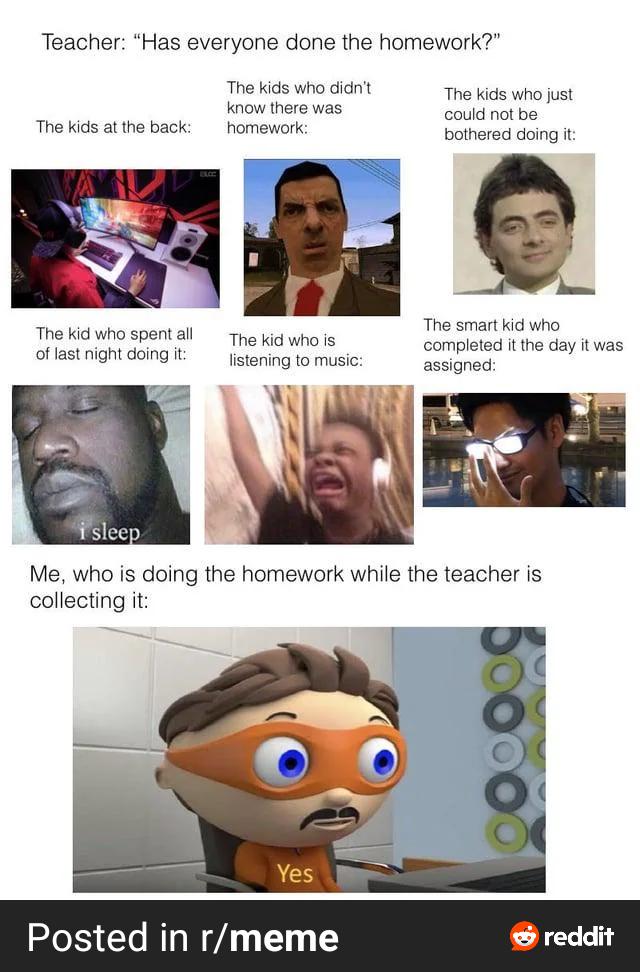 Teacher: “Has everyone done the homework?”
The kids at the back:
The kids who didn’t
know there was
homework:
The kids who just
could not be
bothered doing it:
The kid who spent all
of last night doing it:
The kid who is
listening to music:
The smart kid who
completed it the day it was
assigned:
i sleep
Me, who is doing the homework while the teacher is
collecting it:
Yes
Posted in r/meme
reddit